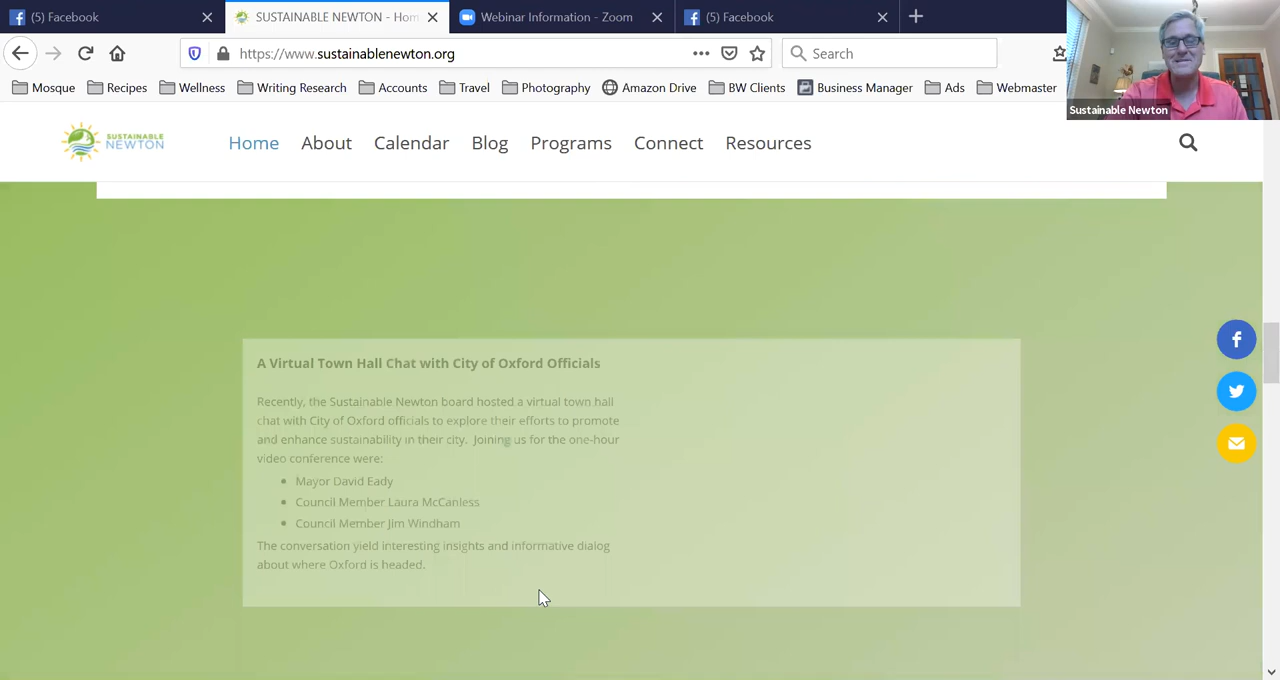 (5) Facebook
SUSTAINABLE NEWTON - Hom
Webinar Information - Zoom
(5) Facebook
https://www.sustainablenewton.org
Search
Mosque Recipes Wellness Writing Research Accounts Travel Photography Amazon Drive BW Clients Business Manager Ads Webmaster
Sustainable Newton
SUSTAINABLE
NEWTON
Home About Calendar Blog Programs Connect Resources
A Virtual Town Hall Chat with City of Oxford Officials
Recently, the Sustainable Newton board hosted a virtual town hall
chat with City of Oxford officials to explore their efforts to promote
and enhance sustainability in their city. Joining us for the one-hour
video conference were:
Mayor David Eady
Council Member Laura McCanless
Council Member Jim Windham
The conversation yield interesting insights and informative dialog
about where Oxford is headed.